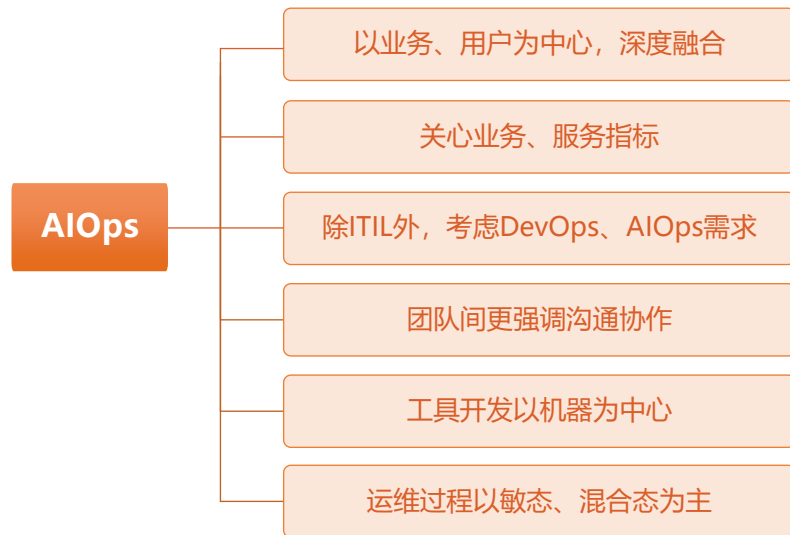 AIOps
以业务、用户为中心，深度融合
关心业务、服务指标
除ITIL外，考虑DevOps、AIOps需求
团队间更强调沟通协作
工具开发以机器为中心
运维过程以敏态、混合态为主